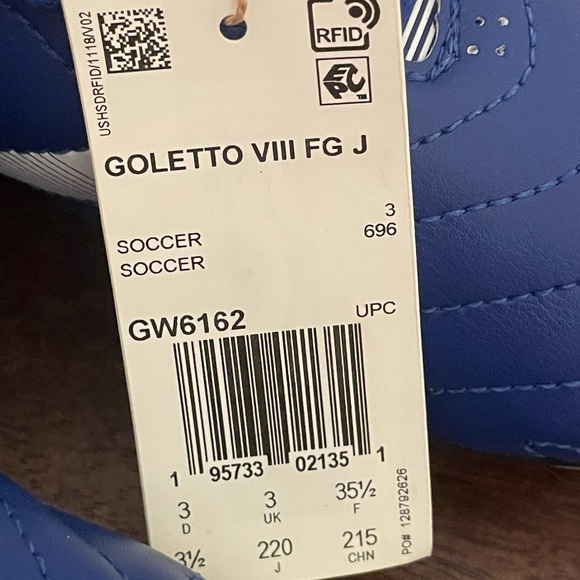 USHSDRFID/1118/V02
RFID
EPC™
GOLETTO VIII FG J
3
SOCCER 696
SOCCER
GW6162 UPC
1 95733 02135 1
3 3 35½
D UK F
3½ 220 215
J CHN
PO# 128792626